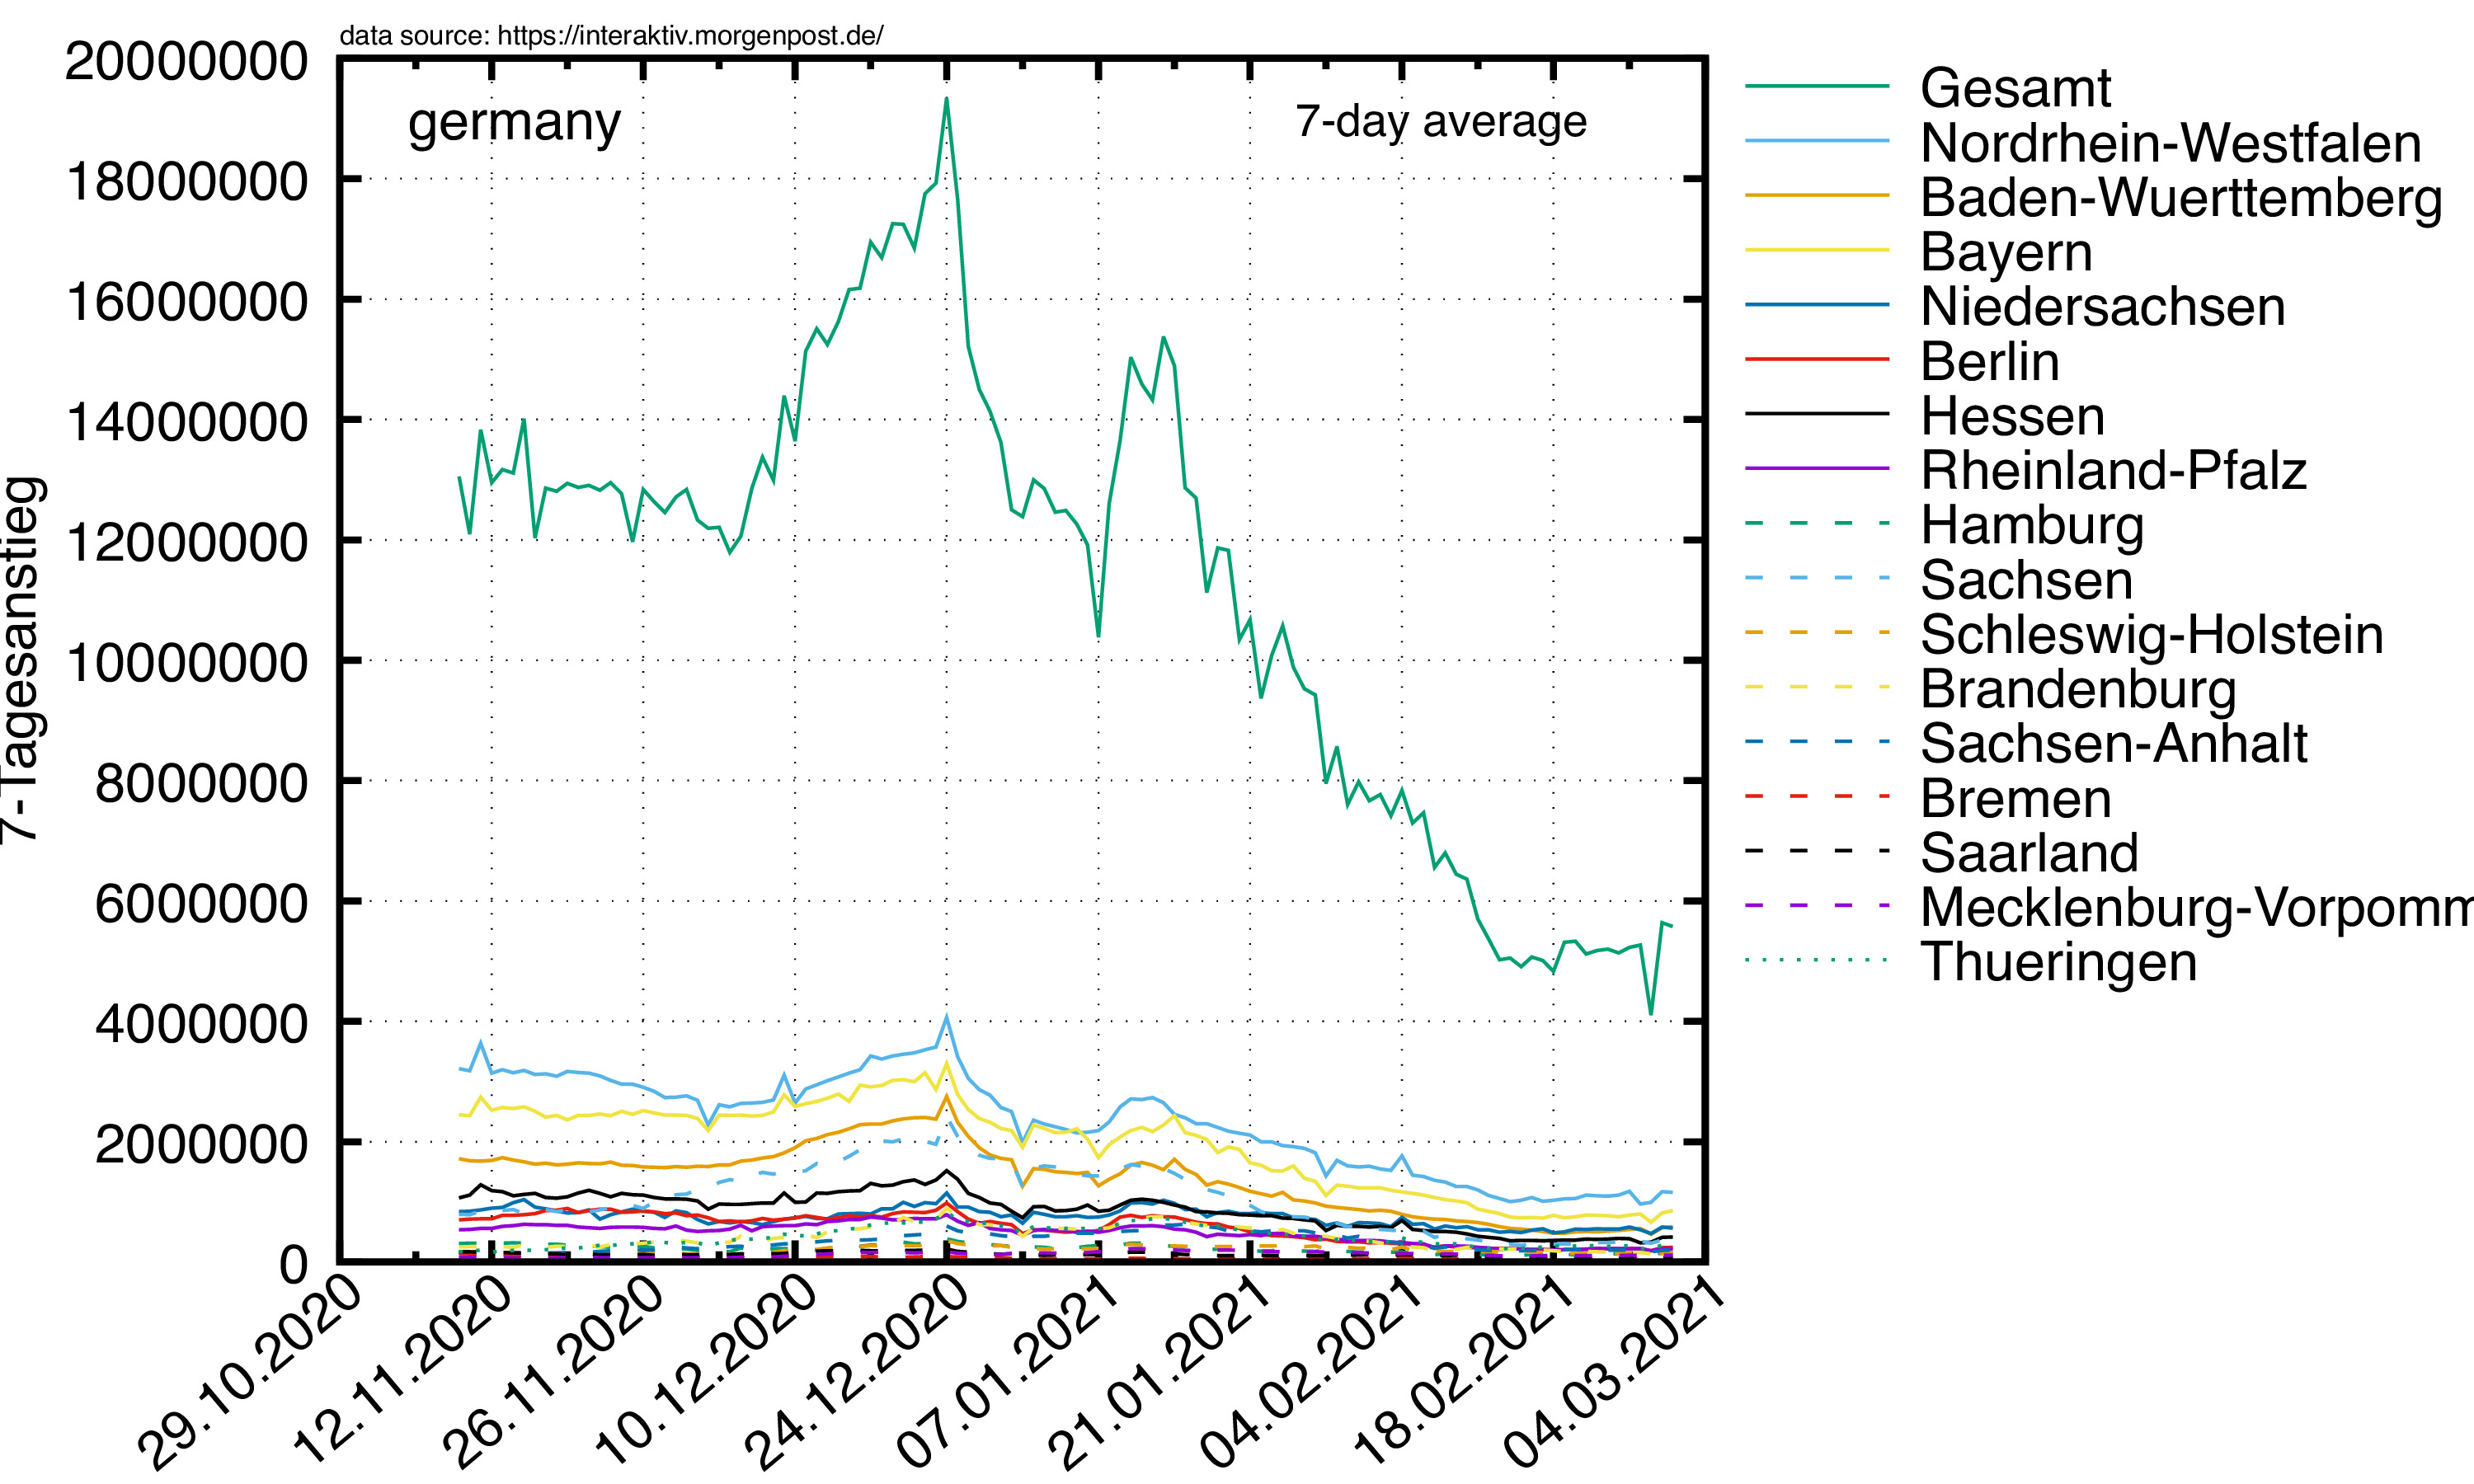 data source: https://interaktiv.morgenpost.de/
germany
7-day average
7-Tagesanstieg
20000000
18000000
16000000
14000000
12000000
10000000
8000000
6000000
4000000
2000000
0
29.10.2020
12.11.2020
26.11.2020
10.12.2020
24.12.2020
07.01.2021
21.01.2021
04.02.2021
18.02.2021
04.03.2021
Gesamt
Nordrhein-Westfalen
Baden-Wuerttemberg
Bayern
Niedersachsen
Berlin
Hessen
Rheinland-Pfalz
Hamburg
Sachsen
Schleswig-Holstein
Brandenburg
Sachsen-Anhalt
Bremen
Saarland
Mecklenburg-Vorpomm
Thueringen